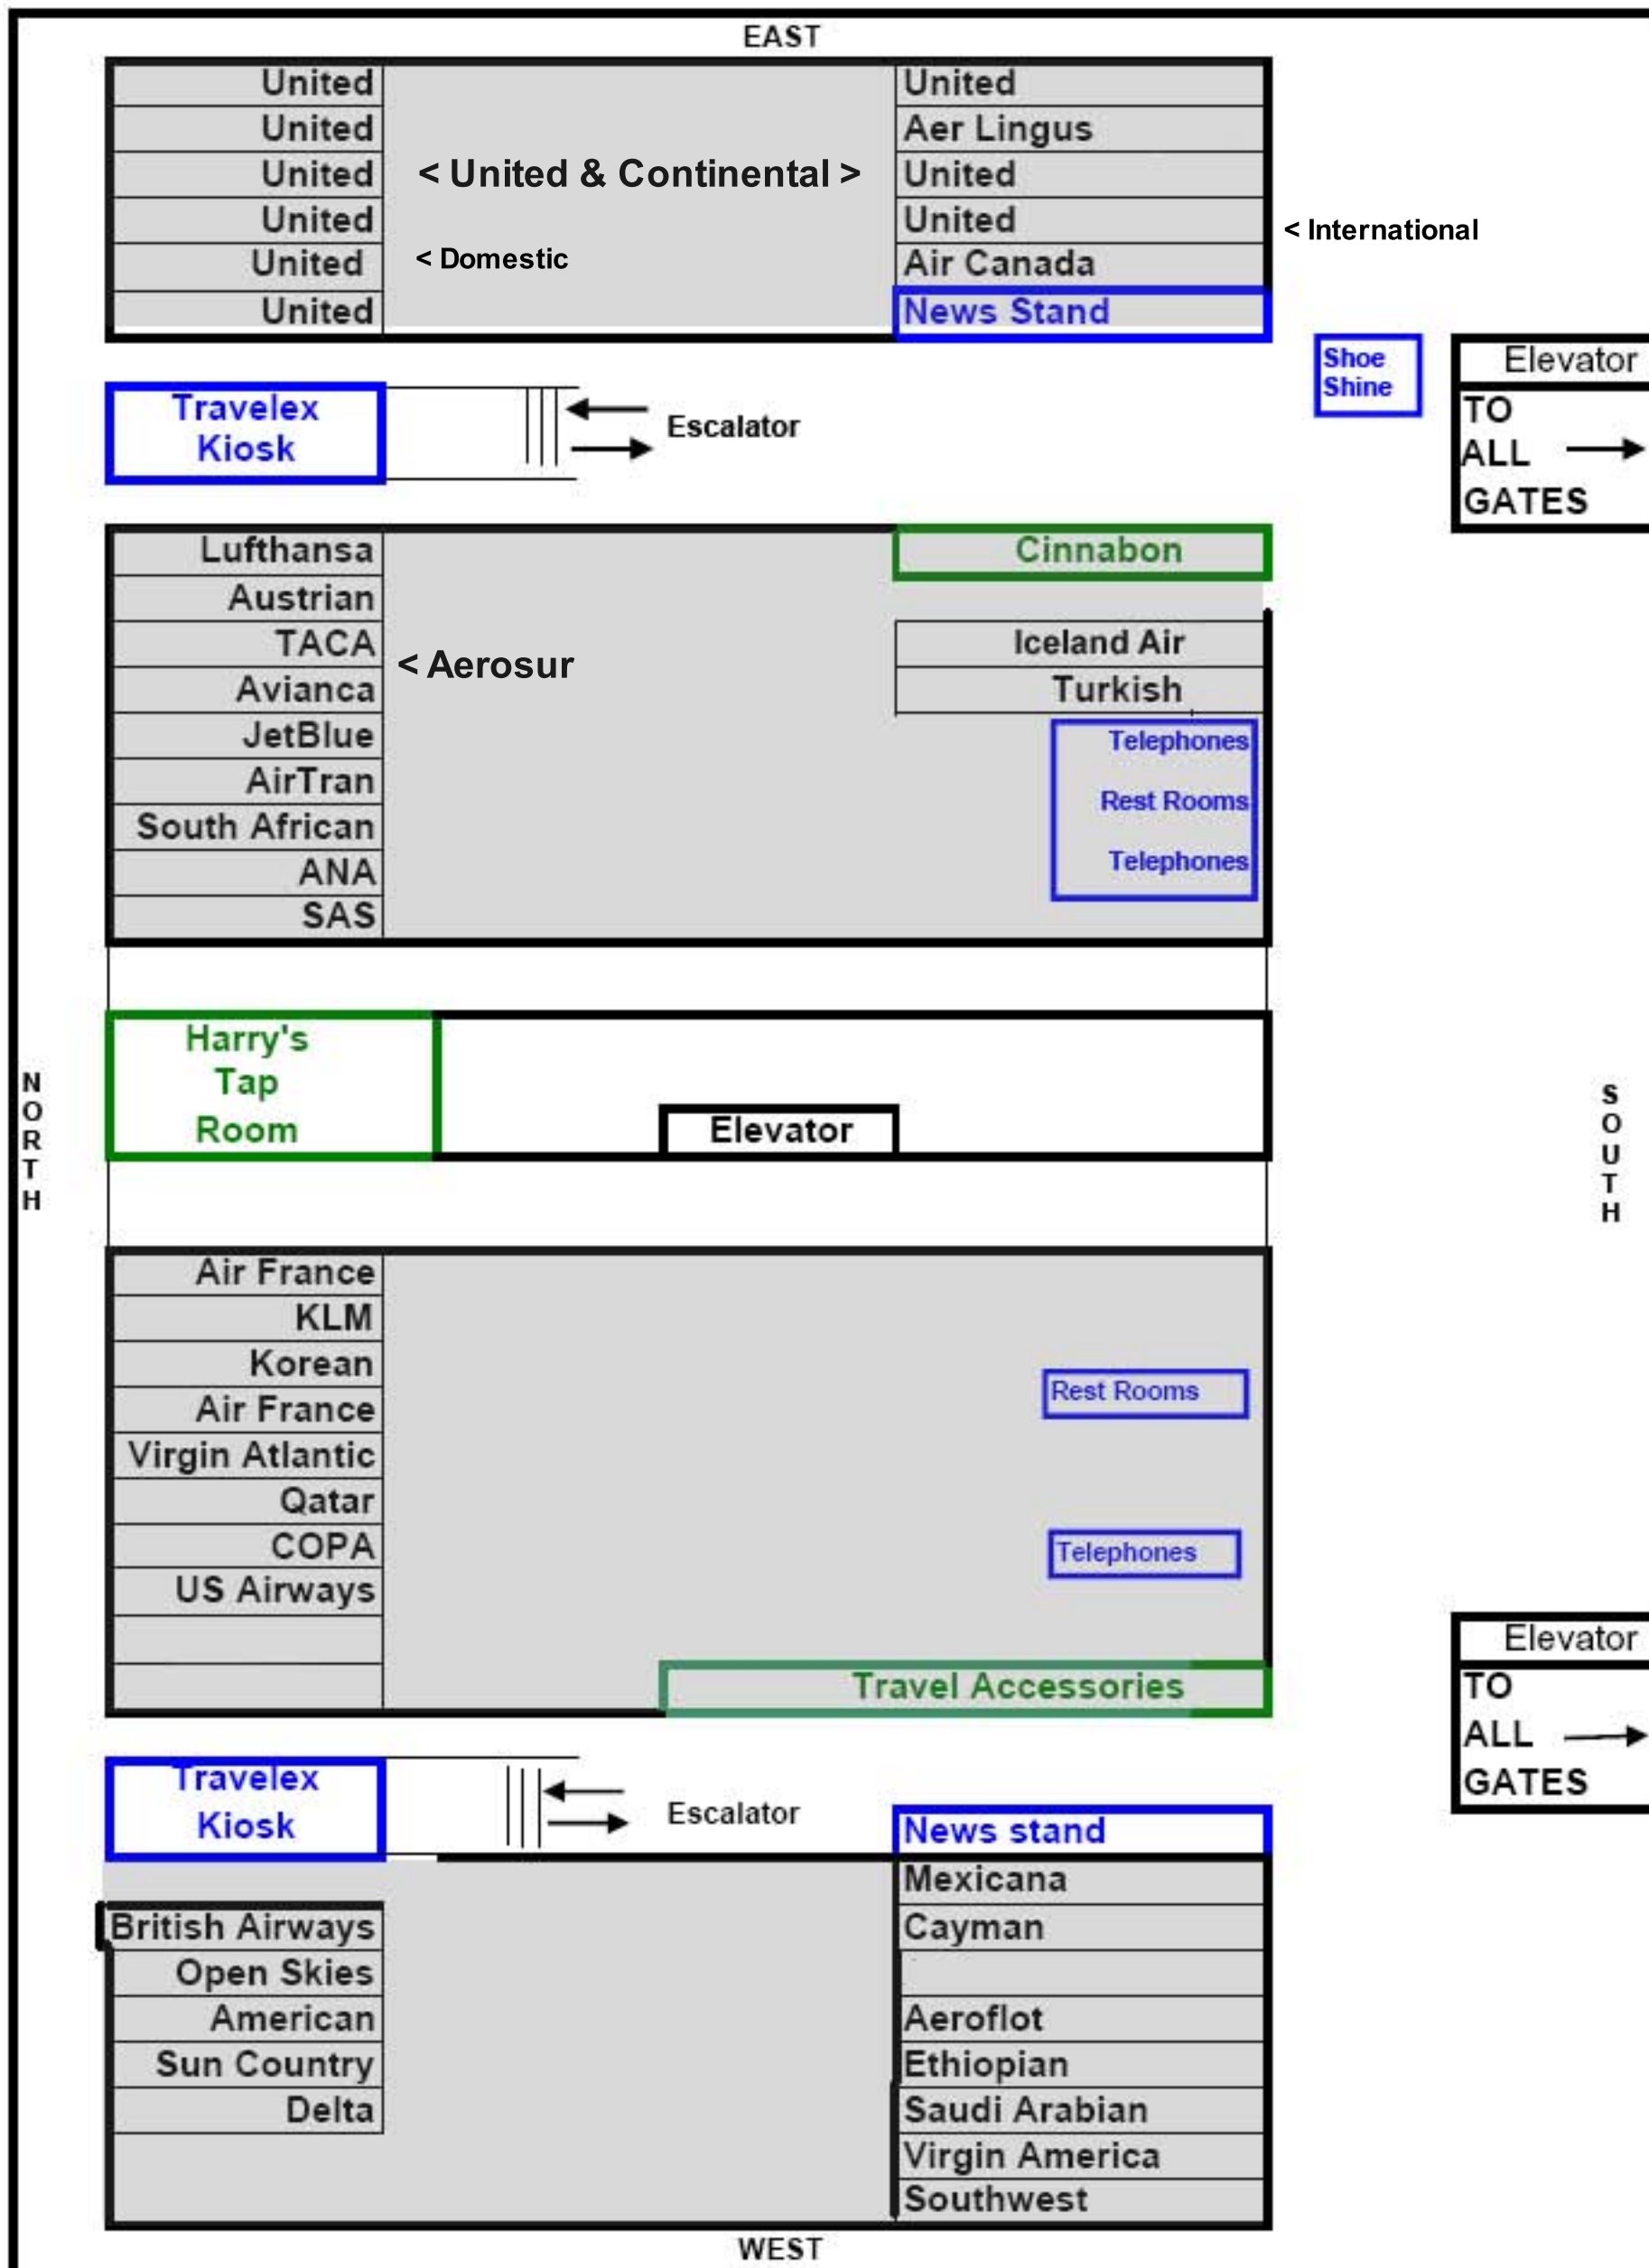 EAST
United
United
United
United
United
United
< United & Continental >
< Domestic
United
Aer Lingus
United
United
Air Canada
News Stand
< International
Shoe
Shine
Elevator
TO
ALL
GATES
Travelex
Kiosk
Escalator
Lufthansa
Austrian
TACA
Avianca
JetBlue
AirTran
South African
ANA
SAS
< Aerosur
Cinnabon
Iceland Air
Turkish
Telephones
Rest Rooms
Telephones
NORTH
Harry's
Tap
Room
Elevator
SOUTH
Air France
KLM
Korean
Air France
Virgin Atlantic
Qatar
COPA
US Airways
Rest Rooms
Telephones
Travel Accessories
Elevator
TO
ALL
GATES
Travelex
Kiosk
Escalator
News stand
British Airways
Open Skies
American
Sun Country
Delta
Mexicana
Cayman
Aeroflot
Ethiopian
Saudi Arabian
Virgin America
Southwest
WEST